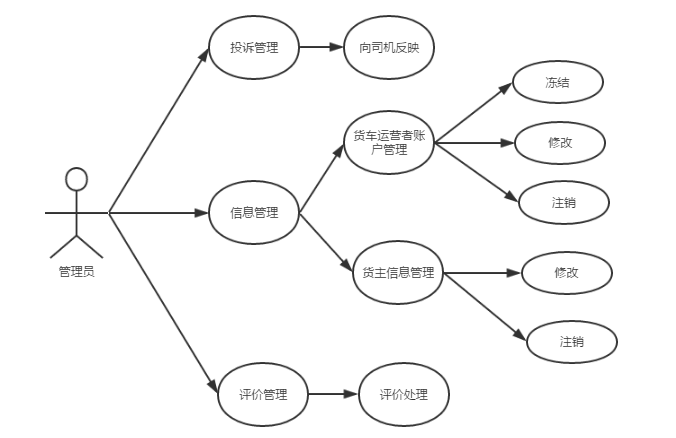 投诉管理
向司机反映
冻结
货车运营者账
户管理
修改
注销
信息管理
管理员
货主信息管理
修改
注销
评价管理
评价处理